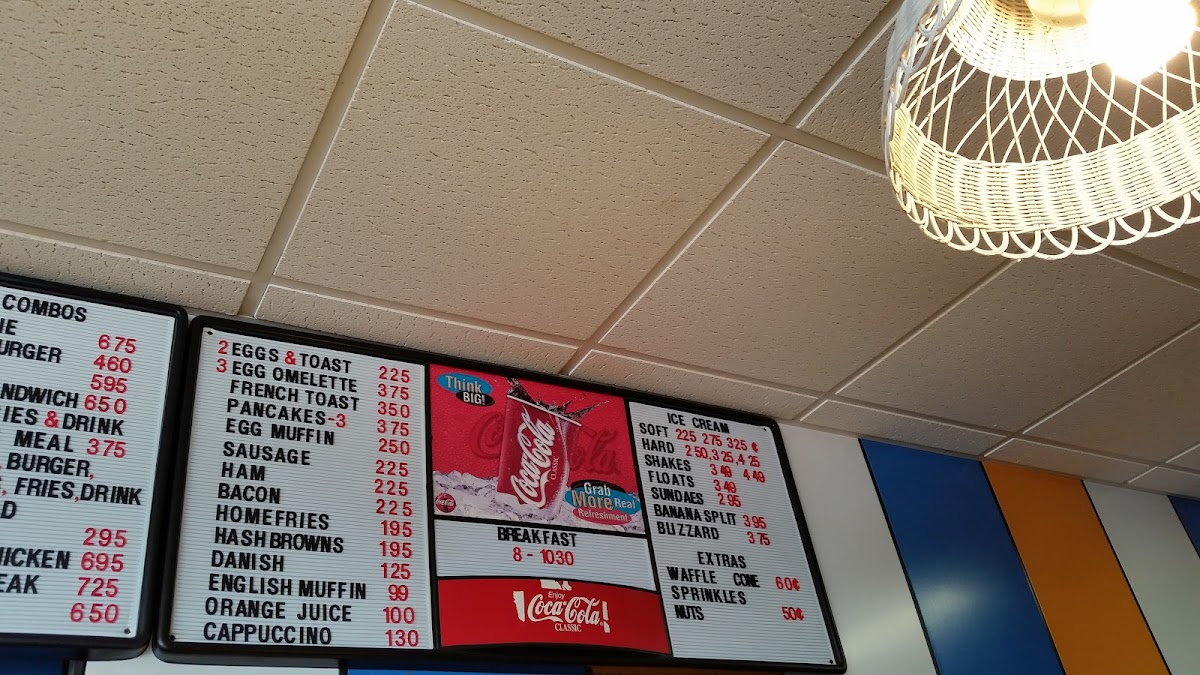 COMBOS
675
460
595
NDWICH 650
& DRINK
MEAL 375
BURGER,
FRIES, DRINK
295
695
725
650
2 EGGS & TOAST 225
3 EGG OMELETTE 375
FRENCH TOAST 350
PANCAKES-3 375
EGG MUFFIN 250
SAUSAGE 225
HAM 225
BACON 225
HOMEFRIES 195
HASH BROWNS 195
DANISH 125
ENGLISH MUFFIN 99
ORANGE JUICE 100
CAPPUCCINO 130
Think
BIG!
Coca-Cola
CLASSIC
Grab
More Real
Refreshment
BREAKFAST
8 - 1030
Enjoy
Coca-Cola
CLASSIC
ICE CREAM
SOFT 225 275 325 ¢
HARD 250,325,425
SHAKES 349 449
FLOATS 349
SUNDAES 295
BANANA SPLIT 395
BLIZZARD 375
EXTRAS
WAFFLE CONE 60¢
SPRINKLES
NUTS 50¢